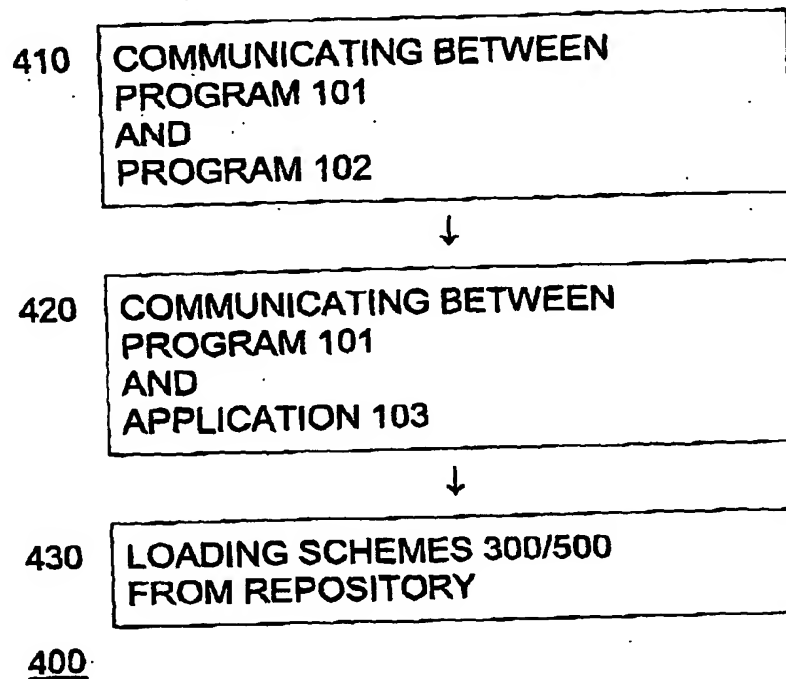 410 COMMUNICATING BETWEEN
PROGRAM 101
AND
PROGRAM 102
↓
420 COMMUNICATING BETWEEN
PROGRAM 101
AND
APPLICATION 103
↓
430 LOADING SCHEMES 300/500
FROM REPOSITORY
400